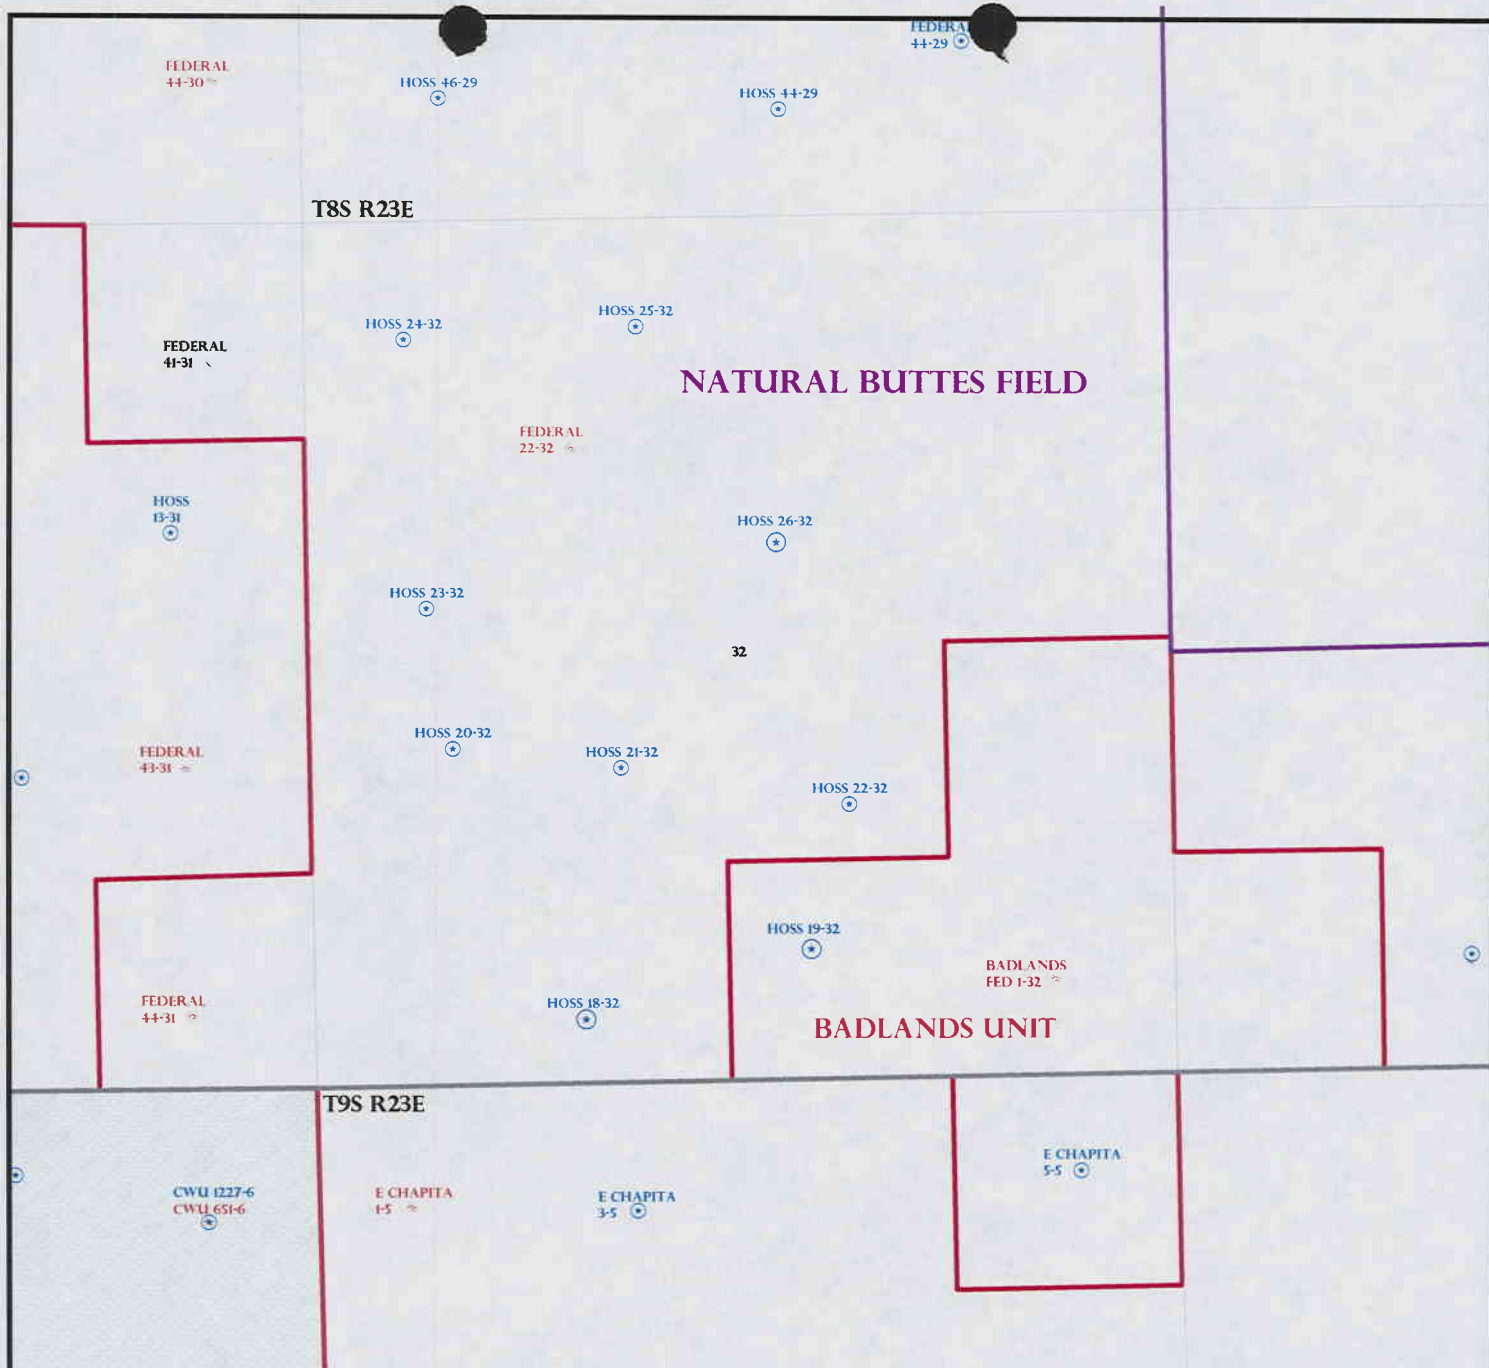 FEDERAL
44-29
FEDERAL
44-30
HOSS 46-29
HOSS 44-29
T8S R23E
HOSS 25-32
HOSS 24-32
FEDERAL
41-31
NATURAL BUTTES FIELD
FEDERAL
22-32
HOSS
13-31
HOSS 26-32
HOSS 23-32
32
HOSS 20-32
HOSS 21-32
FEDERAL
43-31
HOSS 22-32
HOSS 19-32
BADLANDS
FED 1-32
FEDERAL
44-31
HOSS 18-32
BADLANDS UNIT
T9S R23E
E CHAPITA
5-5
CWU 1227-6
CWU 651-6
E CHAPITA
1-5
E CHAPITA
3-5